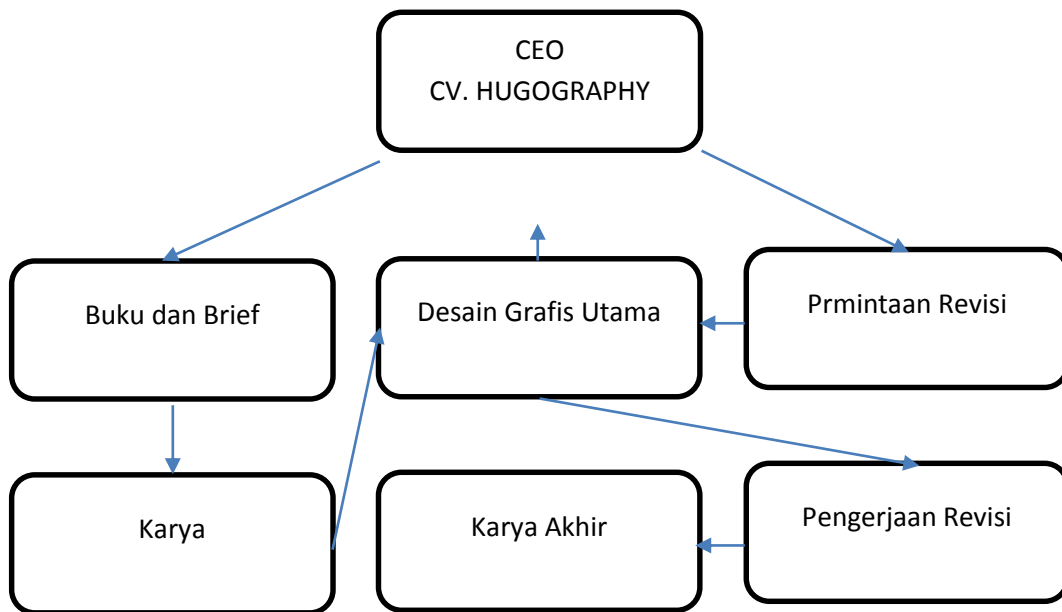 CEO
CV. HUGOGRAPHY
Buku dan Brief
Desain Grafis Utama
Prmintaan Revisi
Karya
Karya Akhir
Pengerjaan Revisi